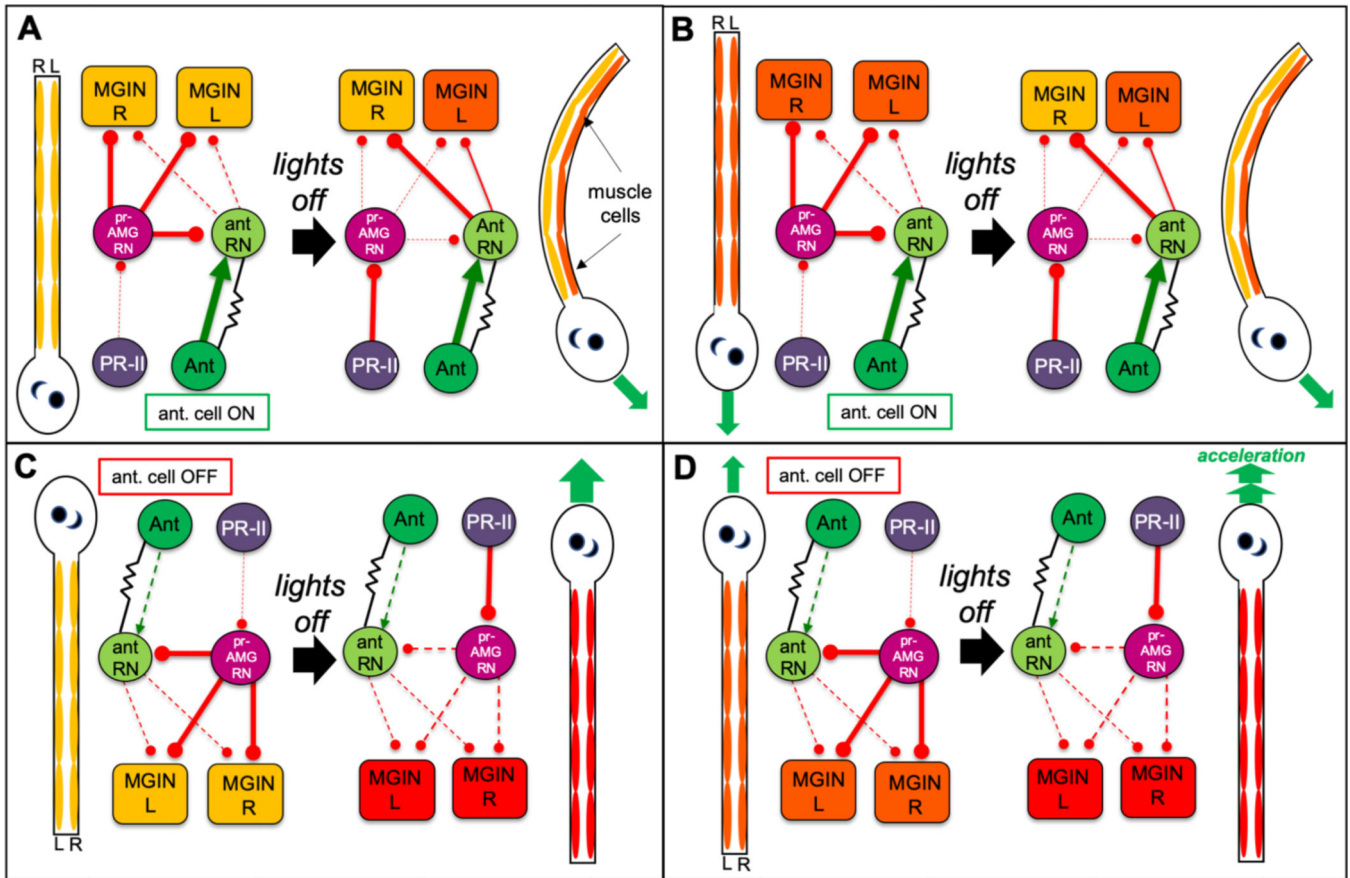 A
R L
MGIN
R
MGIN
L
pr-
AMG
RN
ant
RN
PR-II
Ant
ant. cell ON
lights
off
MGIN
R
MGIN
L
pr-
AMG
RN
Ant
RN
PR-II
Ant
muscle
cells
B
R L
MGIN
R
MGIN
L
pr-
AMG
RN
ant
RN
PR-II
Ant
ant. cell ON
lights
off
MGIN
R
MGIN
L
pr-
AMG
RN
ant
RN
PR-II
Ant
C
ant. cell OFF
Ant
PR-II
ant
RN
pr-
AMG
RN
MGIN
L
MGIN
R
L R
lights
off
Ant
PR-II
ant
RN
pr-
AMG
RN
MGIN
L
MGIN
R
D
ant. cell OFF
Ant
PR-II
ant
RN
pr-
AMG
RN
MGIN
L
MGIN
R
L R
lights
off
Ant
PR-II
ant
RN
pr-
AMG
RN
MGIN
L
MGIN
R
acceleration